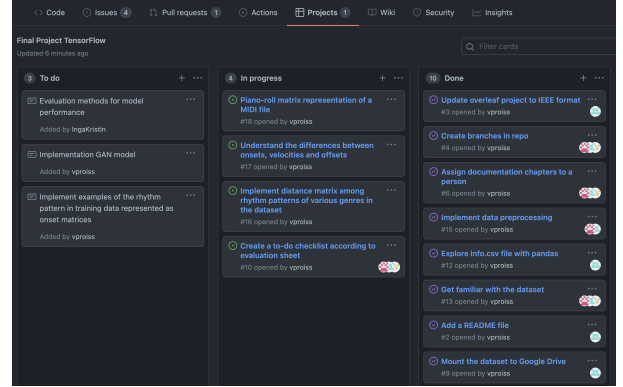 Code Issues 4 Pull requests 1 Actions Projects 1 Wiki Security Insights
Final Project TensorFlow
Updated 6 minutes ago
Filter cards
3 To do
Evaluation methods for model
performance
Added by IngaKristin
Implementation GAN model
Added by vproiss
Implement examples of the rhythm
pattern in training data represented as
onset matrices
Added by vproiss
4 In progress
Piano-roll matrix representation of a
MIDI file
#18 opened by vproiss
Understand the differences between
onsets, velocities and offsets
#17 opened by vproiss
Implement distance matrix among
rhythm patterns of various genres in
the dataset
#16 opened by vproiss
Create a to-do checklist according to
evaluation sheet
#10 opened by vproiss
10 Done
Update overleaf project to IEEE format
#3 opened by vproiss
Create branches in repo
#4 opened by vproiss
Assign documentation chapters to a
person
#6 opened by vproiss
Implement data preprocessing
#15 opened by vproiss
Explore info.csv file with pandas
#12 opened by vproiss
Get familiar with the dataset
#13 opened by vproiss
Add a README file
#2 opened by vproiss
Mount the dataset to Google Drive
#9 opened by vproiss